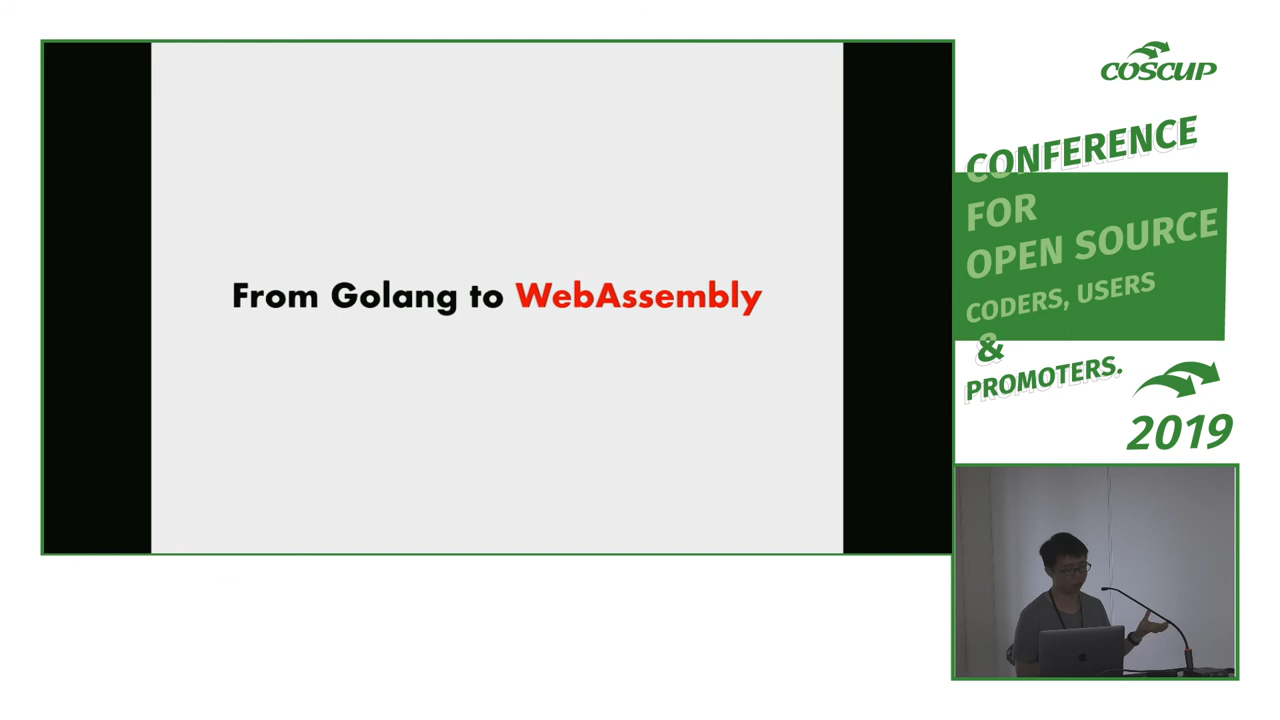 From Golang to WebAssembly
COSCUP
CONFERENCE
FOR
OPEN SOURCE
CODERS, USERS
&
PROMOTERS.
2019